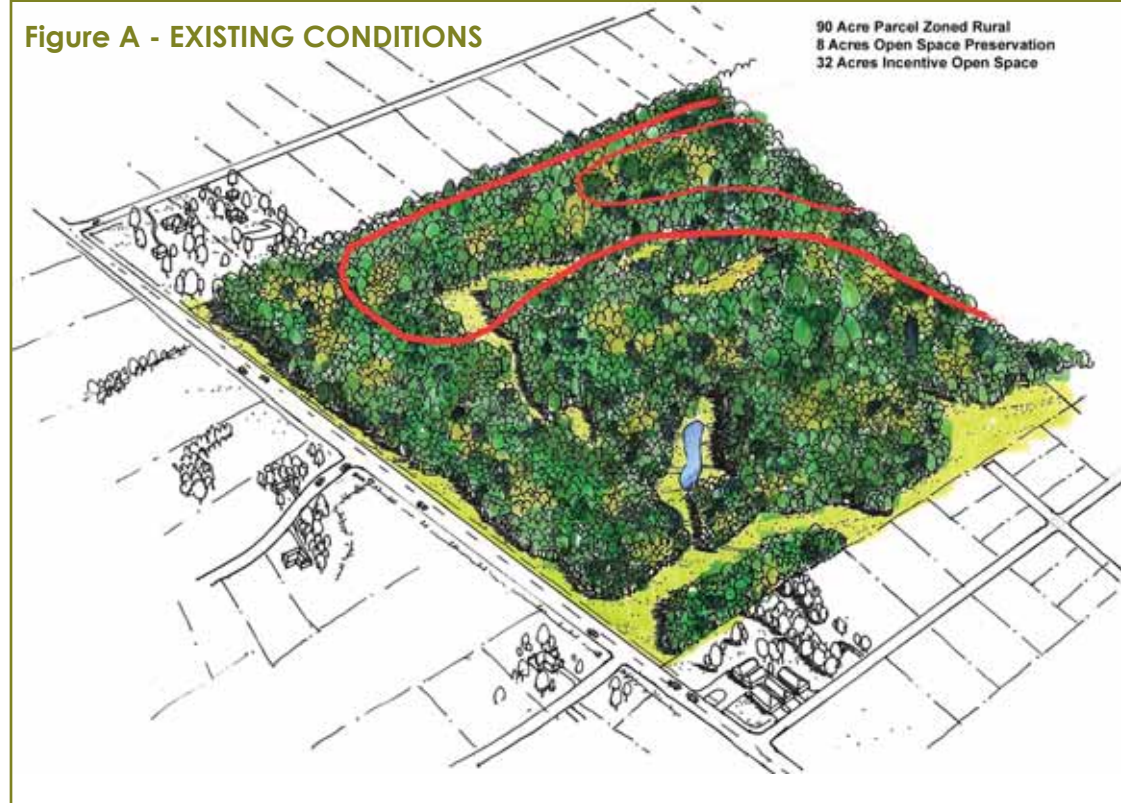 Figure A - EXISTING CONDITIONS
90 Acre Parcel Zoned Rural
8 Acres Open Space Preservation
32 Acres Incentive Open Space